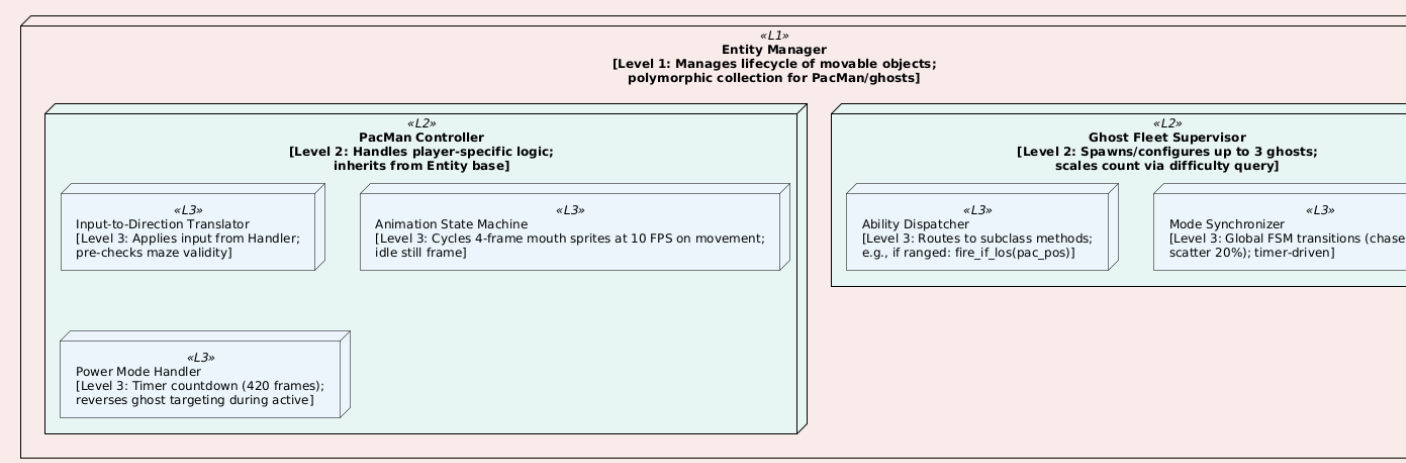 «L1»
Entity Manager
[Level 1: Manages lifecycle of movable objects;
polymorphic collection for PacMan/ghosts]
«L2»
PacMan Controller
[Level 2: Handles player-specific logic;
inherits from Entity base]
«L3»
Input-to-Direction Translator
[Level 3: Applies input from Handler;
pre-checks maze validity]
«L3»
Animation State Machine
[Level 3: Cycles 4-frame mouth sprites at 10 FPS on movement;
idle still frame]
«L3»
Power Mode Handler
[Level 3: Timer countdown (420 frames);
reverses ghost targeting during active]
«L2»
Ghost Fleet Supervisor
[Level 2: Spawns/configures up to 3 ghosts;
scales count via difficulty query]
«L3»
Ability Dispatcher
[Level 3: Routes to subclass methods;
e.g., if ranged: fire_if_los(pac_pos)]
«L3»
Mode Synchronizer
[Level 3: Global FSM transitions (chase
scatter 20%); timer-driven]